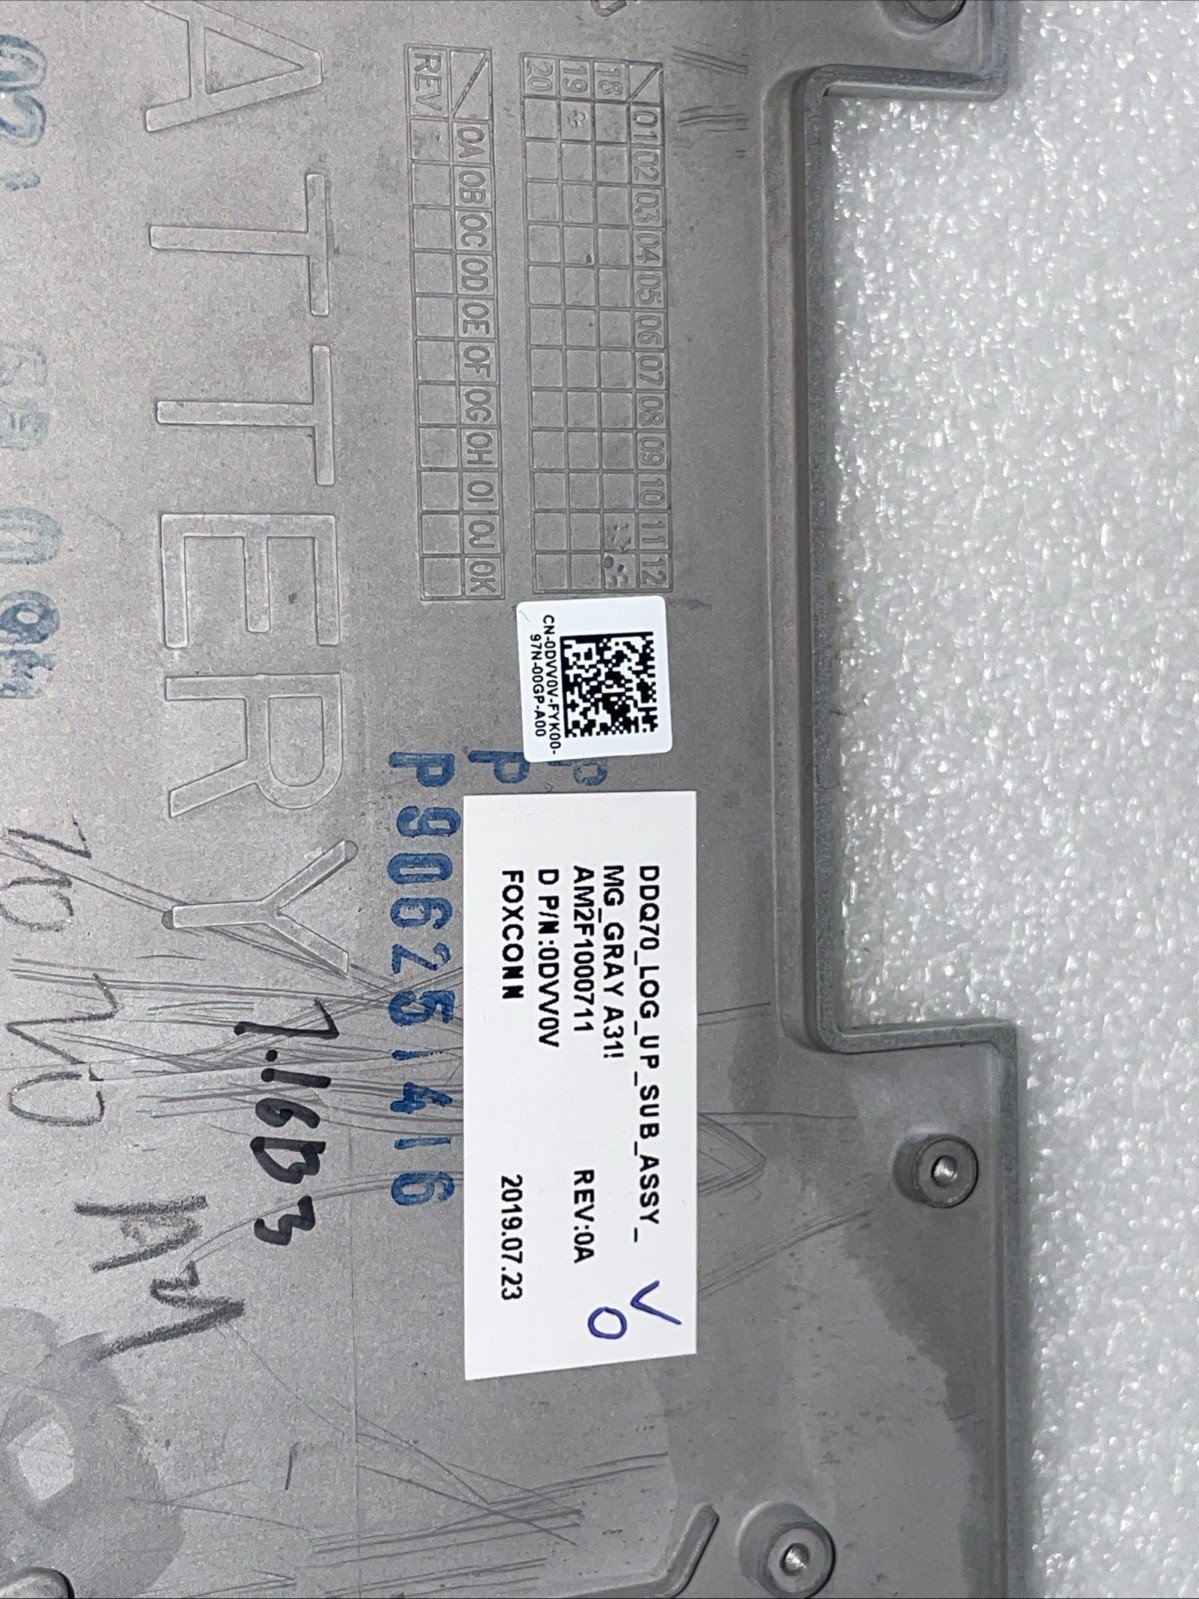 01 02 03 04 05 06 07 08 09 10 11 12
18
19
20
0A 0B 0C 0D 0E 0F 0G 0H 0I 0J 0K
REV
CN-0DVV0V-FYK00-
97N-00GP-A00
DDQ70_LOG_UP_SUB_ASSY_
MG_GRAY A31!
AM2F1000711 REV:0A
D P/N:0DVV0V
FOXCONN 2019.07.23
V
O
P
P
P906251416
ATTERY
7.16D3